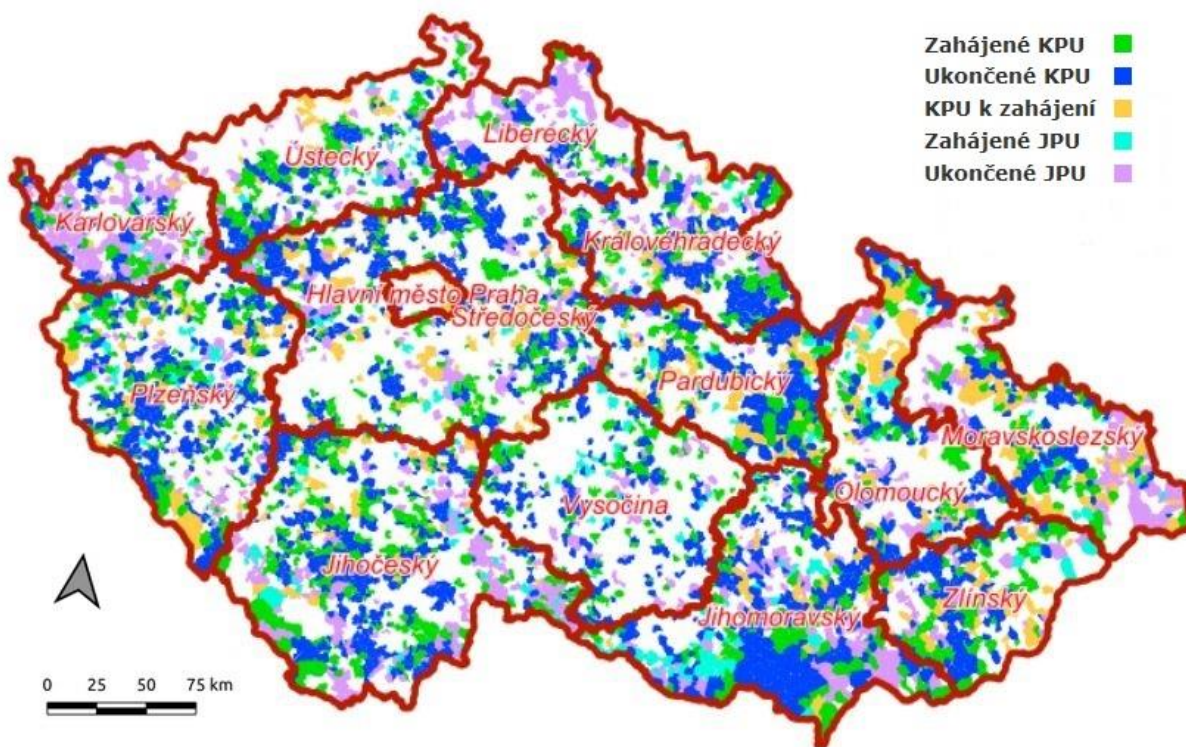 Zahájené KPU
Ukončené KPU
KPU k zahájení
Zahájené JPU
Ukončené JPU
Liberecký
Ústecký
Karlovarský
Královéhradecký
Hlavní město Praha
Středočeský
Plzeňský
Pardubický
Moravskoslezský
Olomoucký
Vysočina
Jihočeský
Zlínský
Jihomoravský
0 25 50 75 km